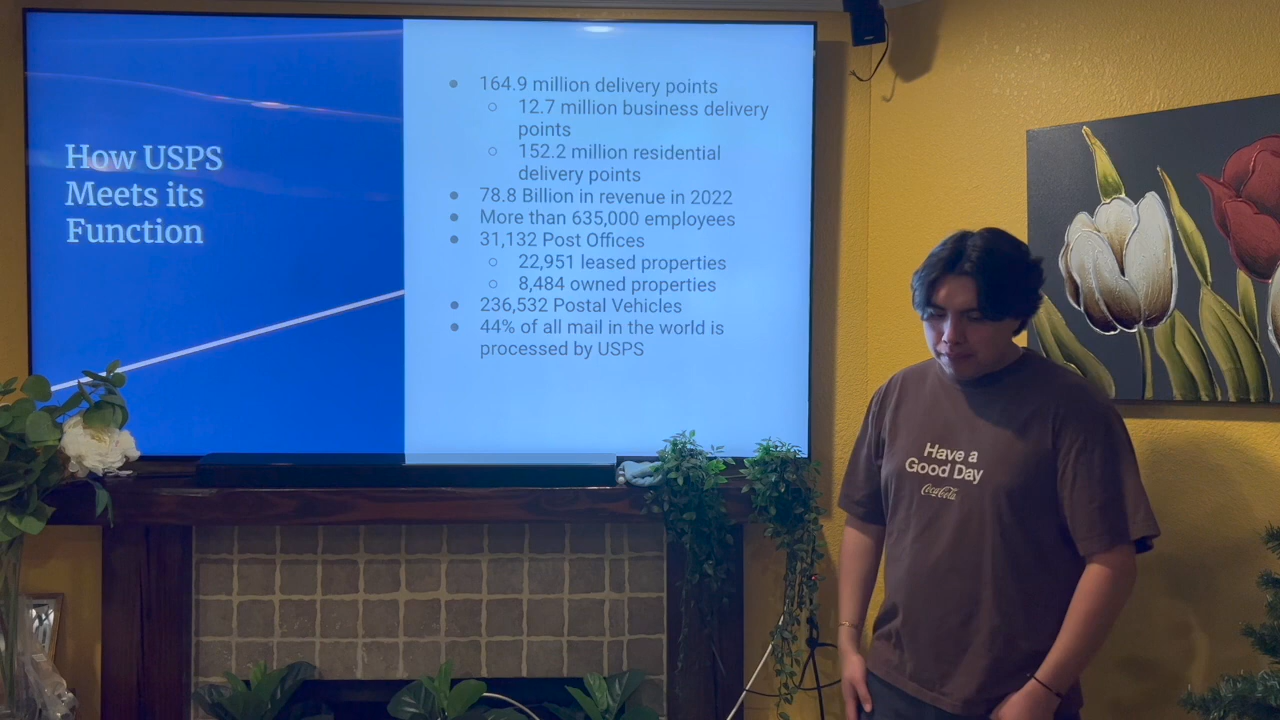 How USPS
Meets its
Function
164.9 million delivery points
12.7 million business delivery
points
152.2 million residential
delivery points
78.8 Billion in revenue in 2022
More than 635,000 employees
31,132 Post Offices
22,951 leased properties
8,484 owned properties
236,532 Postal Vehicles
44% of all mail in the world is
processed by USPS
Have a
Good Day
Coca-Cola